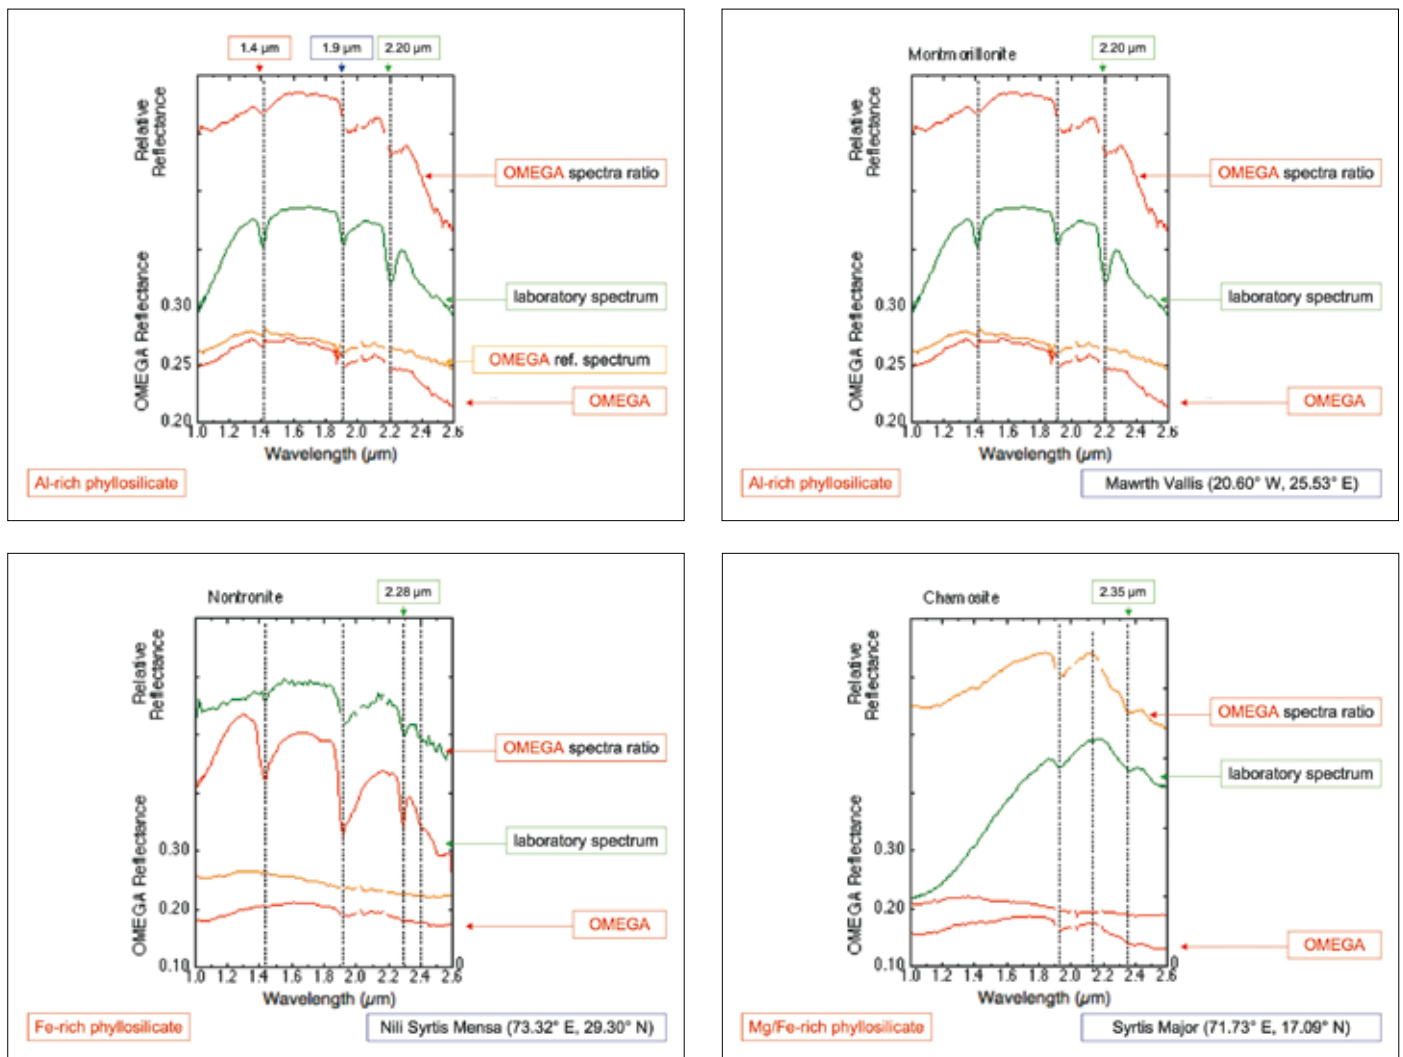 1.4 µm
1.9 µm
2.20 µm
Relative
Reflectance
OMEGA spectra ratio
OMEGA Reflectance
0.30
laboratory spectrum
OMEGA ref. spectrum
0.25
OMEGA
0.20
1.0 1.2 1.4 1.6 1.8 2.0 2.2 2.4 2.6
Wavelength (µm)
Al-rich phyllosilicate
Montmorillonite
2.20 µm
Relative
Reflectance
OMEGA spectra ratio
OMEGA Reflectance
0.30
laboratory spectrum
0.25
OMEGA
0.20
1.0 1.2 1.4 1.6 1.8 2.0 2.2 2.4 2.6
Wavelength (µm)
Al-rich phyllosilicate
Mawrth Vallis (20.60° W, 25.53° E)
Nontronite
2.28 µm
Relative
Reflectance
OMEGA spectra ratio
OMEGA Reflectance
laboratory spectrum
0.30
0.20
OMEGA
0.10
0
1.0 1.2 1.4 1.6 1.8 2.0 2.2 2.4 2.6
Wavelength (µm)
Fe-rich phyllosilicate
Nili Syrtis Mensa (73.32° E, 29.30° N)
Chamosite
2.35 µm
Relative
Reflectance
OMEGA spectra ratio
laboratory spectrum
OMEGA Reflectance
0.30
0.20
OMEGA
0.10
0
1.0 1.2 1.4 1.6 1.8 2.0 2.2 2.4 2.6
Wavelength (µm)
Mg/Fe-rich phyllosilicate
Syrtis Major (71.73° E, 17.09° N)